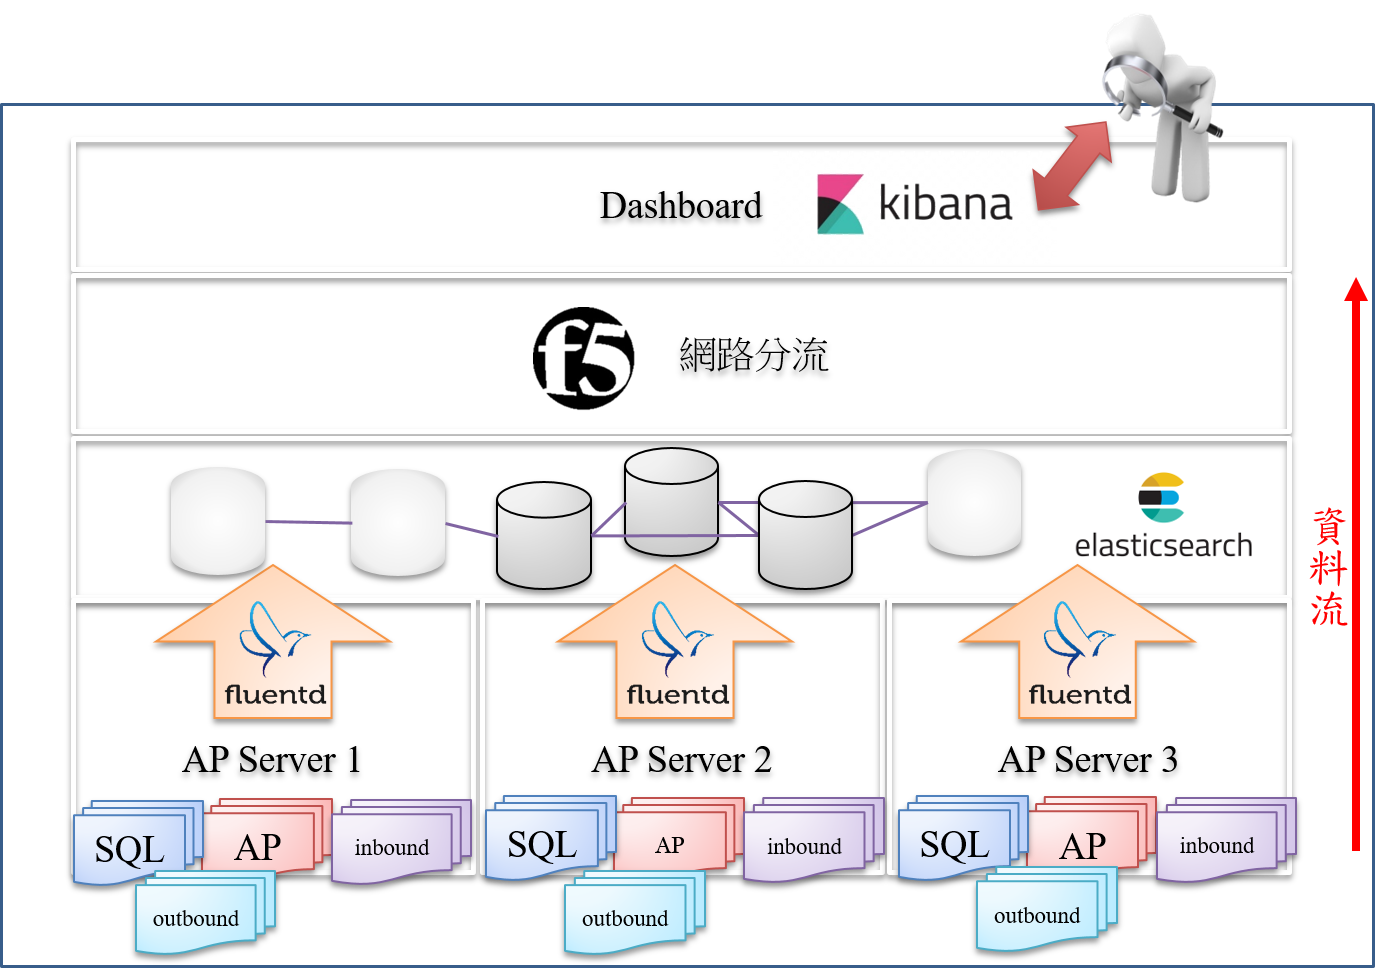 Dashboard
kibana
f5
網路分流
elasticsearch
資料流
fluentd
fluentd
fluentd
AP Server 1
AP Server 2
AP Server 3
SQL
AP
inbound
outbound
SQL
AP
inbound
outbound
SQL
AP
inbound
outbound